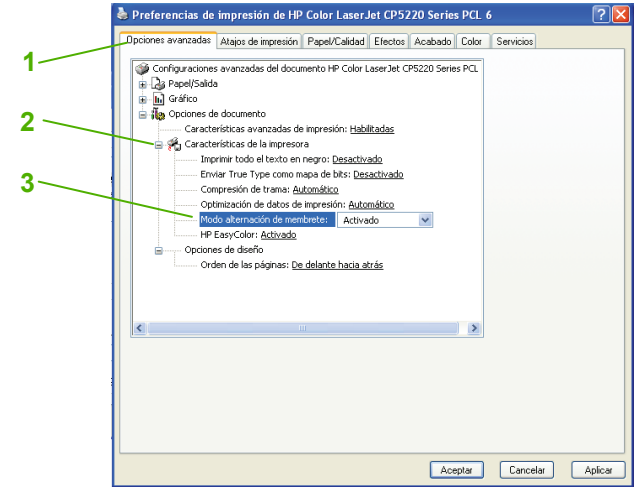 Preferencias de impresión de HP Color LaserJet CP5220 Series PCL 6
Opciones avanzadas Atajos de impresión Papel/Calidad Efectos Acabado Color Servicios
1
Configuraciones avanzadas del documento HP Color LaserJet CP5220 Series PCL
Papel/Salida
Gráfico
Opciones de documento
2
Características avanzadas de impresión: Habilitadas
Características de la impresora
Imprimir todo el texto en negro: Desactivado
Enviar True Type como mapa de bits: Desactivado
3
Compresión de trama: Automático
Optimización de datos de impresión: Automático
Modo alternación de membrete: Activado
HP EasyColor: Activado
Opciones de diseño
Orden de las páginas: De delante hacia atrás
Aceptar Cancelar Aplicar